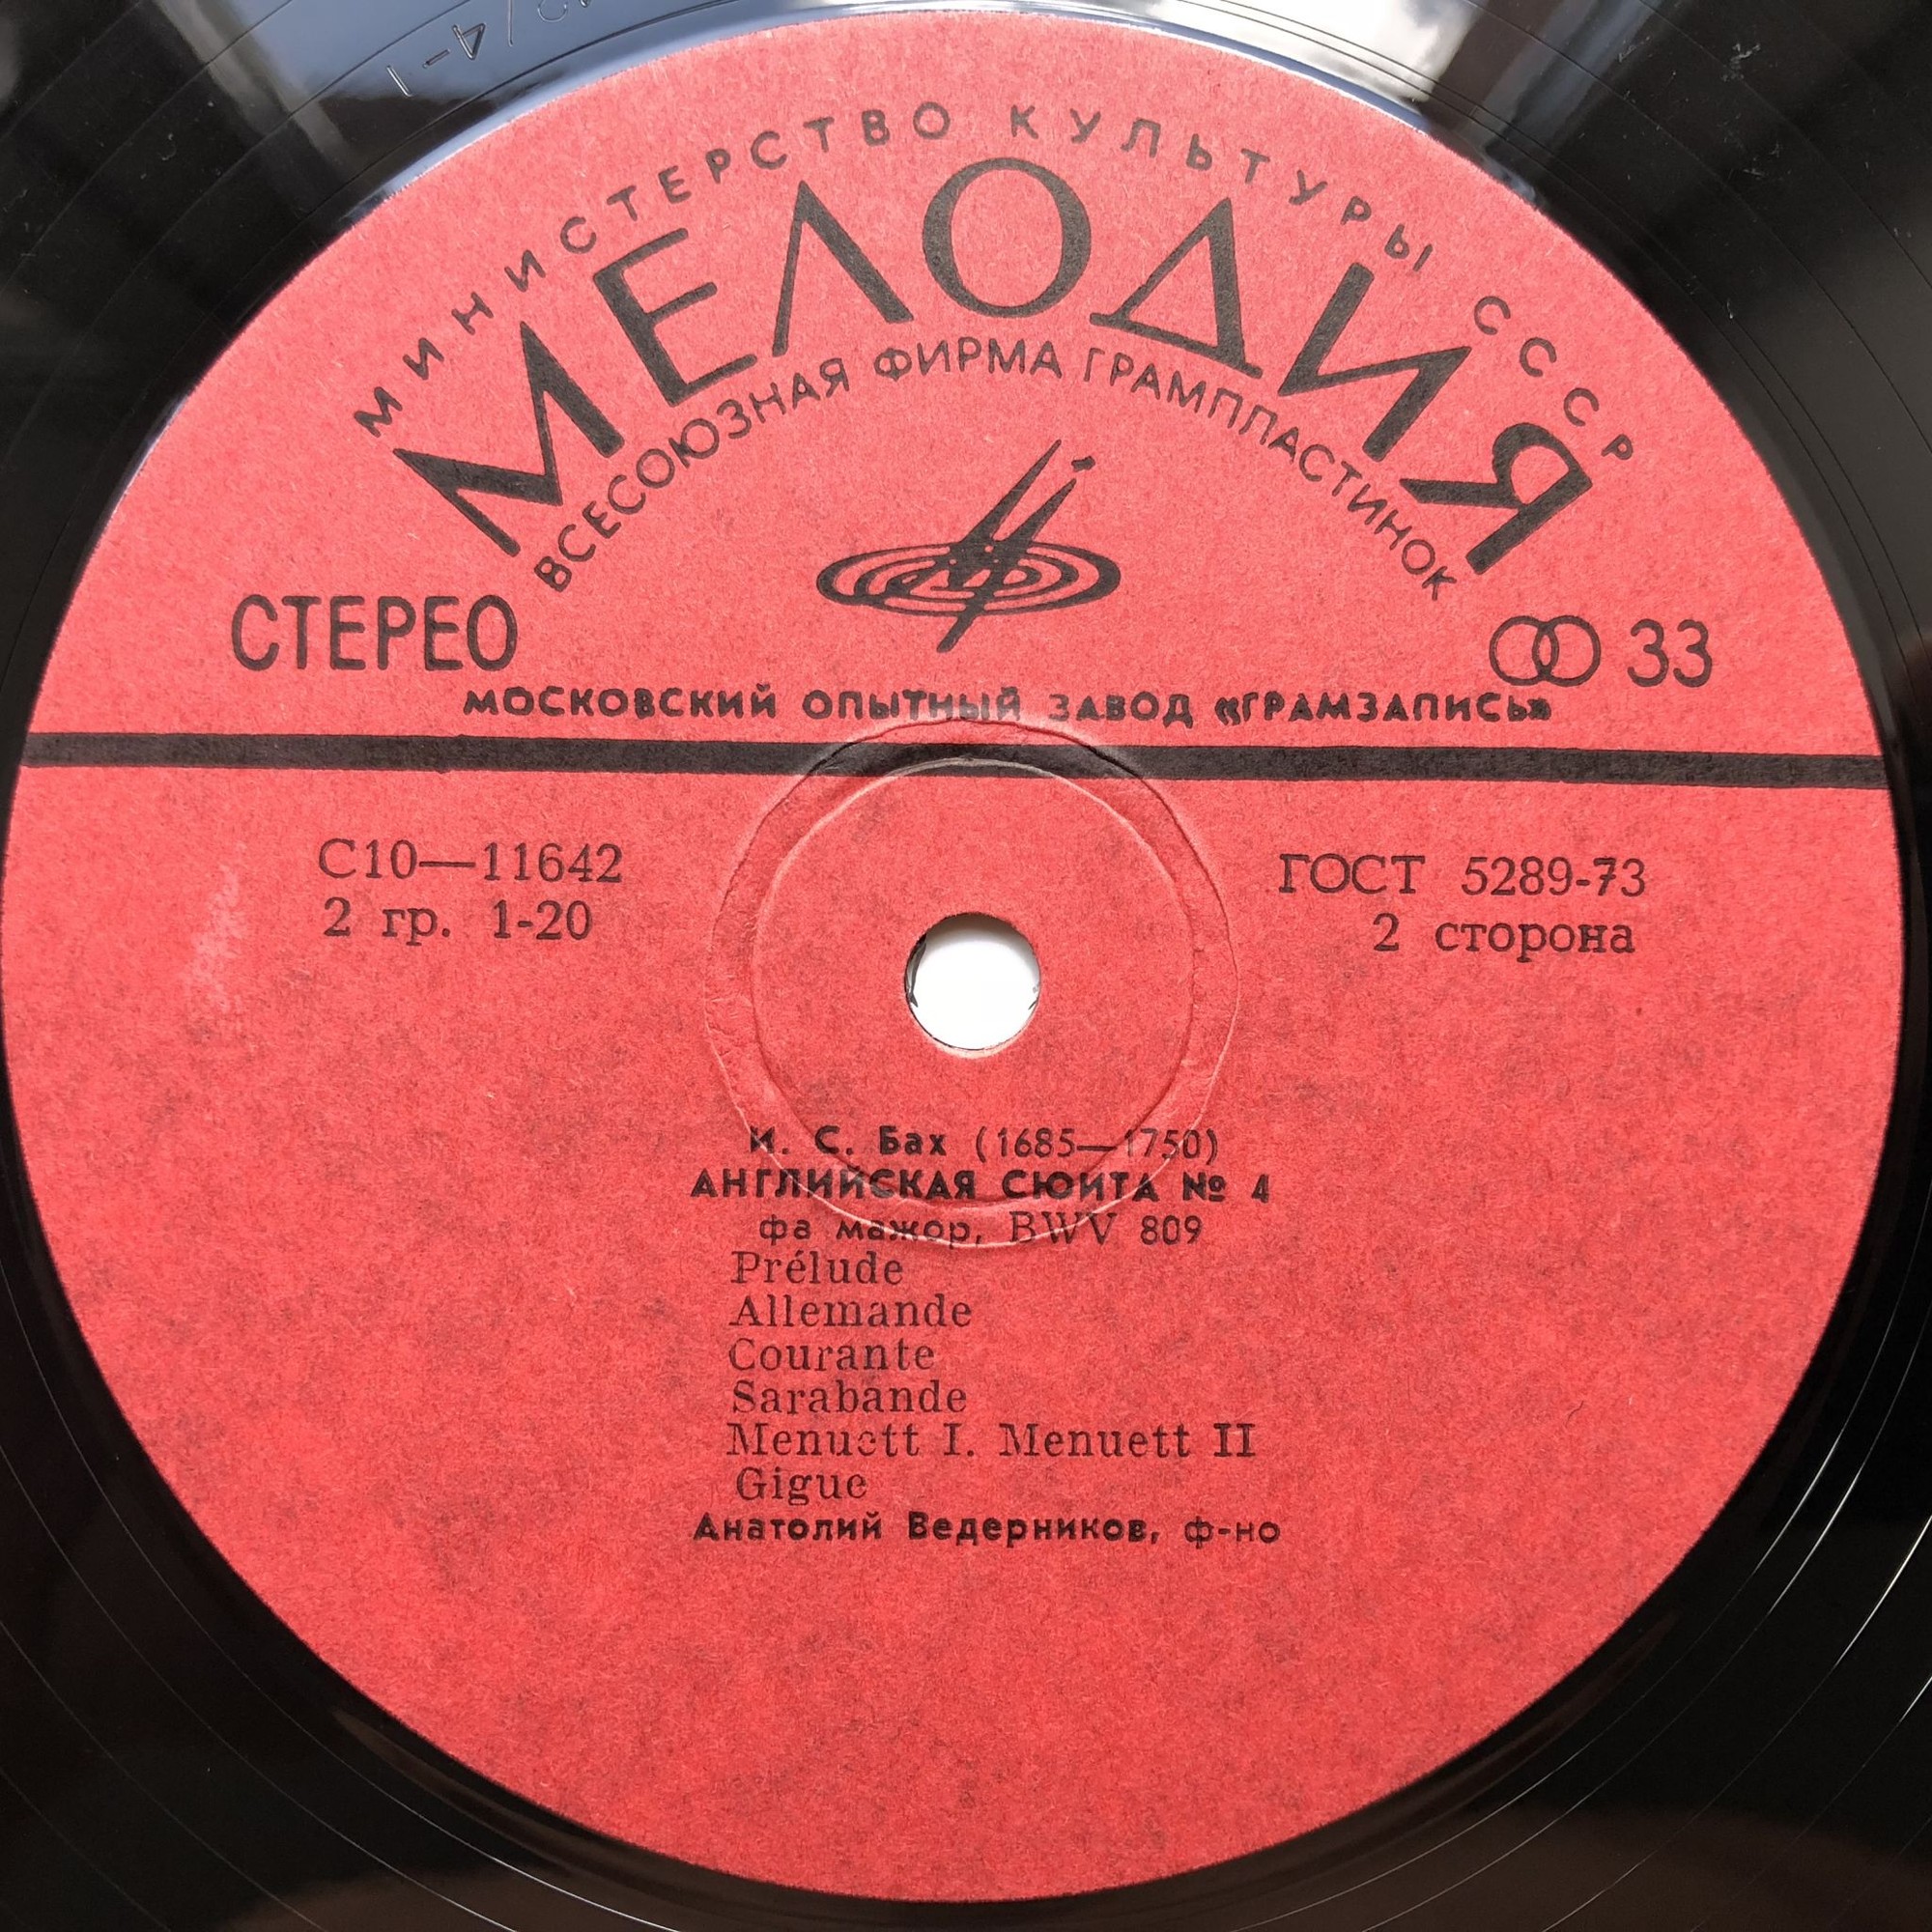 МИНИСТЕРСТВО КУЛЬТУРЫ СССР
МЕЛОДИЯ
ВСЕСОЮЗНАЯ ФИРМА ГРАМПЛАСТИНОК
СТЕРЕО
33
МОСКОВСКИЙ ОПЫТНЫЙ ЗАВОД «ГРАМЗАПИСЬ»
С10—11642
2 гр. 1-20
ГОСТ 5289-73
2 сторона
И. С. Бах (1685—1750)
АНГЛИЙСКАЯ СЮИТА № 4
фа мажор, BWV 809
Prélude
Allemande
Courante
Sarabande
Menuett I. Menuett II
Gigue
Анатолий Ведерников, ф-но